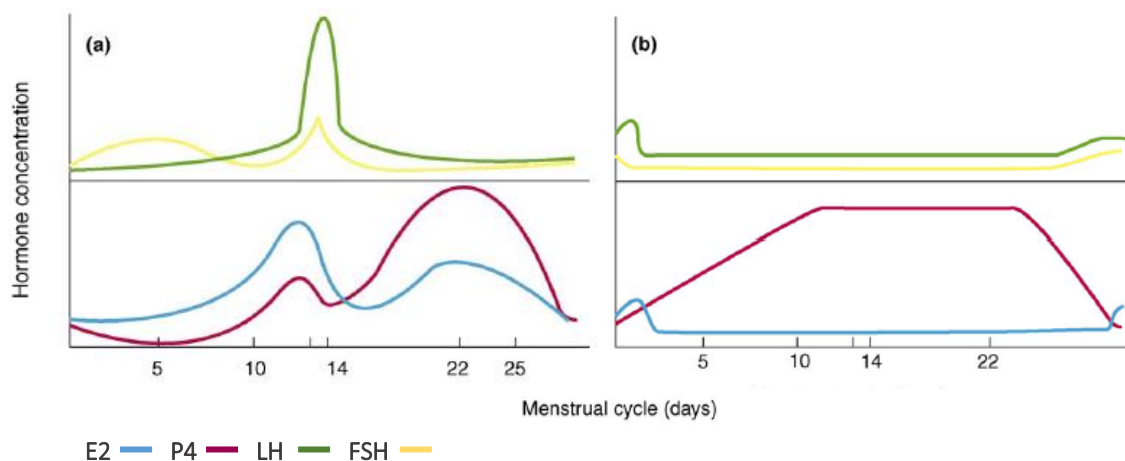 (a)
(b)
Hormone concentration
5 10 14 22 25
5 10 14 22
Menstrual cycle (days)
E2 P4 LH FSH